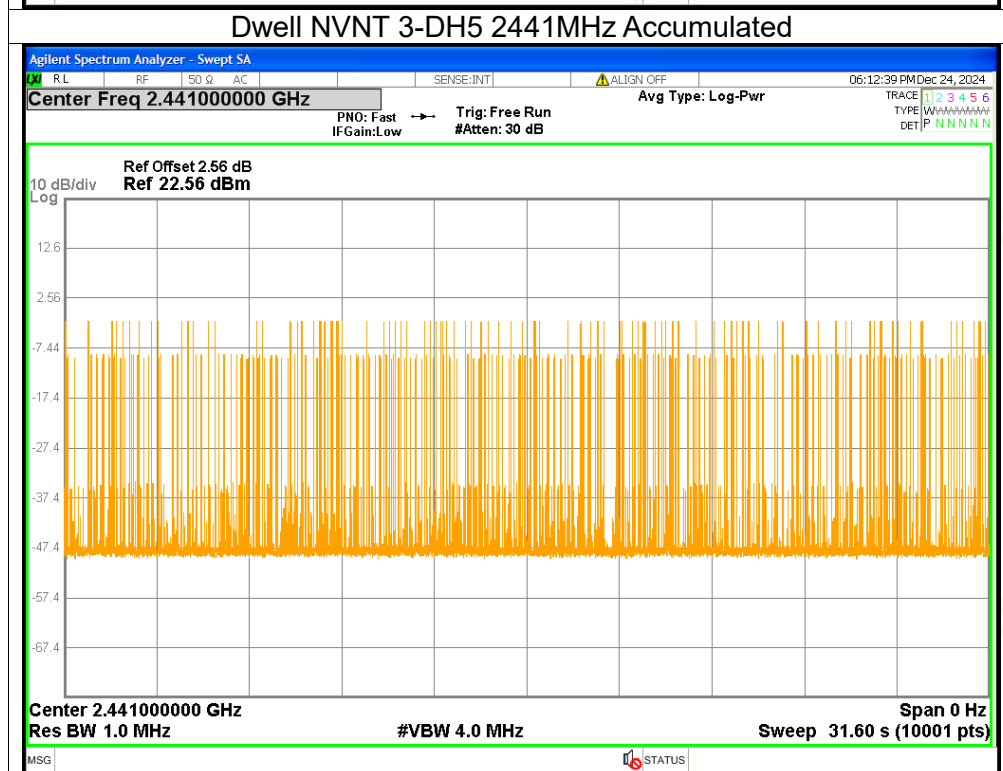 Dwell NVNT 3-DH5 2441MHz Accumulated
Agilent Spectrum Analyzer - Swept SA
LXI RL RF 50 Ω AC SENSE:INT ALIGN OFF 06:12:39 PM Dec 24, 2024
Center Freq 2.441000000 GHz Avg Type: Log-Pwr TRACE 1 2 3 4 5 6
PNO: Fast Trig: Free Run TYPE WWWWWW
IFGain:Low #Atten: 30 dB DET P N N N N N
Ref Offset 2.56 dB
10 dB/div Ref 22.56 dBm
Log
12.6
2.56
-7.44
-17.4
-27.4
-37.4
-47.4
-57.4
-67.4
Center 2.441000000 GHz Span 0 Hz
Res BW 1.0 MHz #VBW 4.0 MHz Sweep 31.60 s (10001 pts)
MSG STATUS